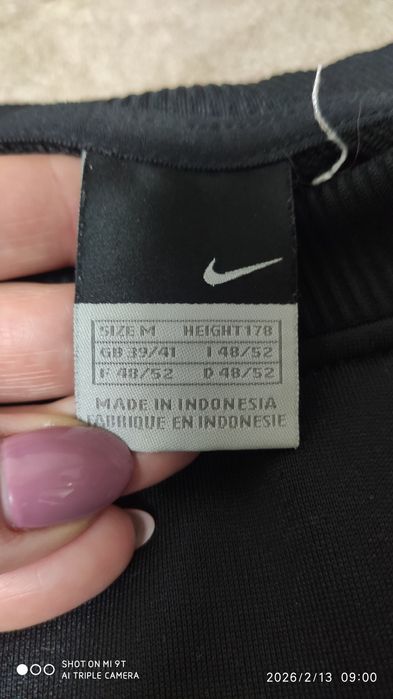 SIZE M HEIGHT 178
GB 39/41 I 48/52
F 48/52 D 48/52
MADE IN INDONESIA
FABRIQUE EN INDONESIE
SHOT ON MI 9T
AI TRIPLE CAMERA
2026/2/13 09:00